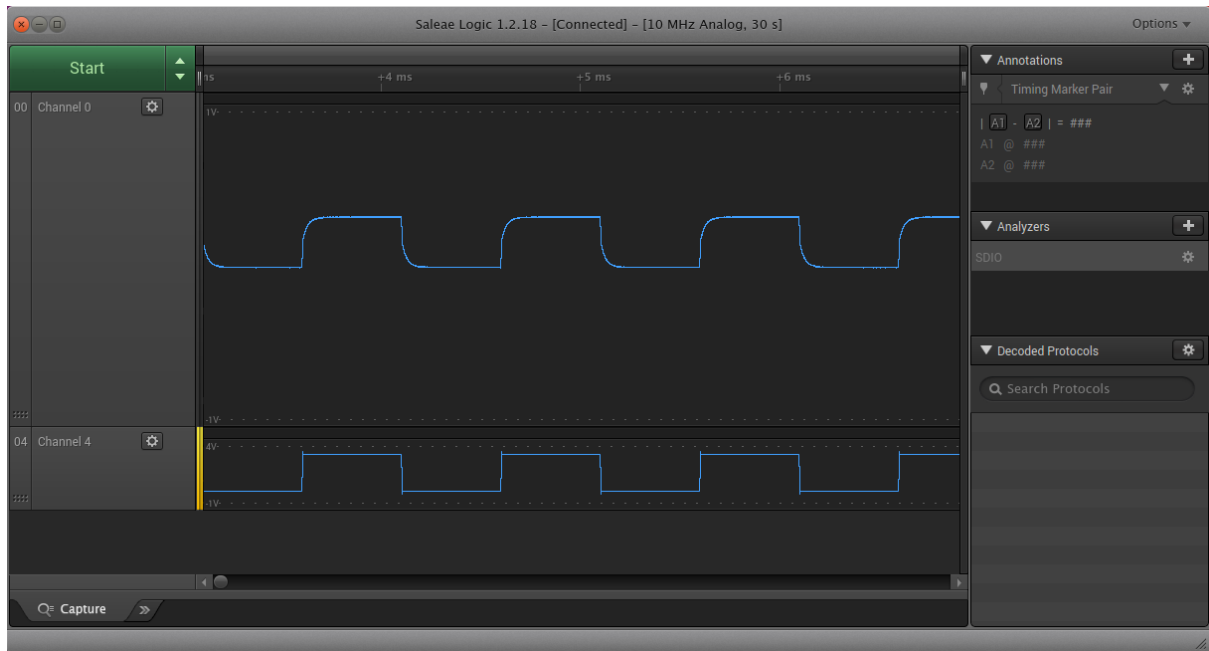 Saleae Logic 1.2.18 – [Connected] – [10 MHz Analog, 30 s]
Options
Start
+4 ms
+5 ms
+6 ms
00 Channel 0
1V
-1V
04 Channel 4
4V
-1V
Capture
Annotations
Timing Marker Pair
| A1 - A2 | = ###
A1 @ ###
A2 @ ###
Analyzers
SDIO
Decoded Protocols
Search Protocols